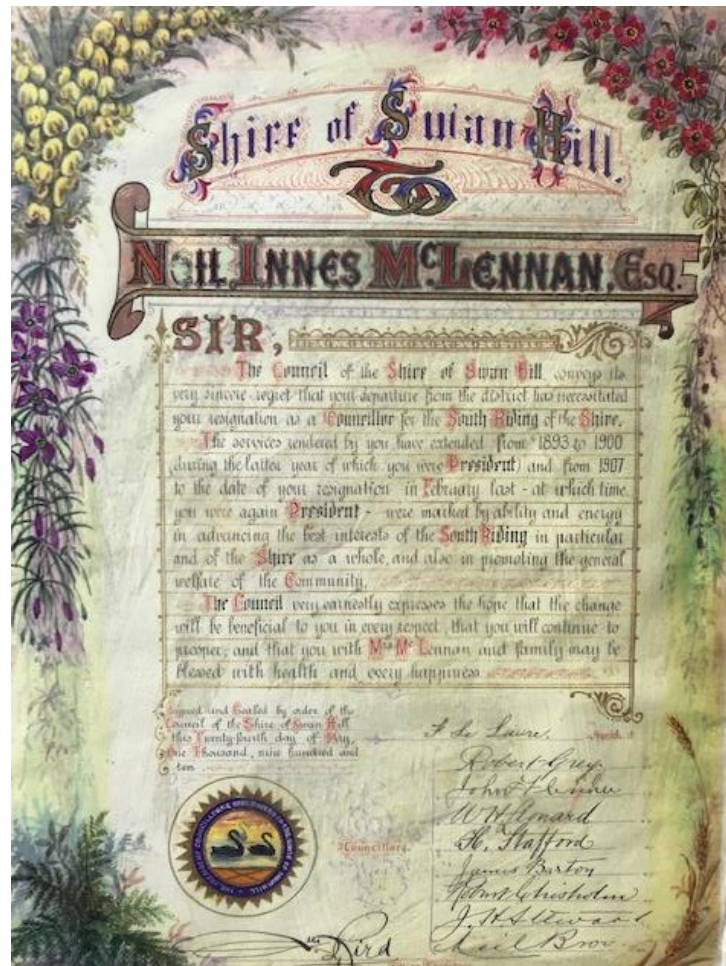 Shire of Swan Hill.
To
Neil Innes McLennan, Esq.
SIR,
The Council of the Shire of Swan Hill conveys its
very sincere regret that your departure from the district has necessitated
your resignation as a Councillor for the South Riding of the Shire.
The services rendered by you have extended from 1893 to 1900
(during the latter year of which you were President) and from 1907
to the date of your resignation in February last - at which time
you were again President - were marked by ability and energy
in advancing the best interests of the South Riding in particular
and of the Shire as a whole, and also in promoting the general
welfare of the Community.
The Council very earnestly expresses the hope that the change
will be beneficial to you in every respect, that you will continue to
prosper, and that you with Mrs McLennan and family may be
blessed with health and every happiness
Signed and Sealed by order of the
Council of the Shire of Swan Hill
this Twenty-fourth day of May,
One Thousand, nine hundred and
ten
President
Robert Grey
John
W H
H. Stafford
Councillors.
James Barton
Robert Chisholm
J. H.
Neil